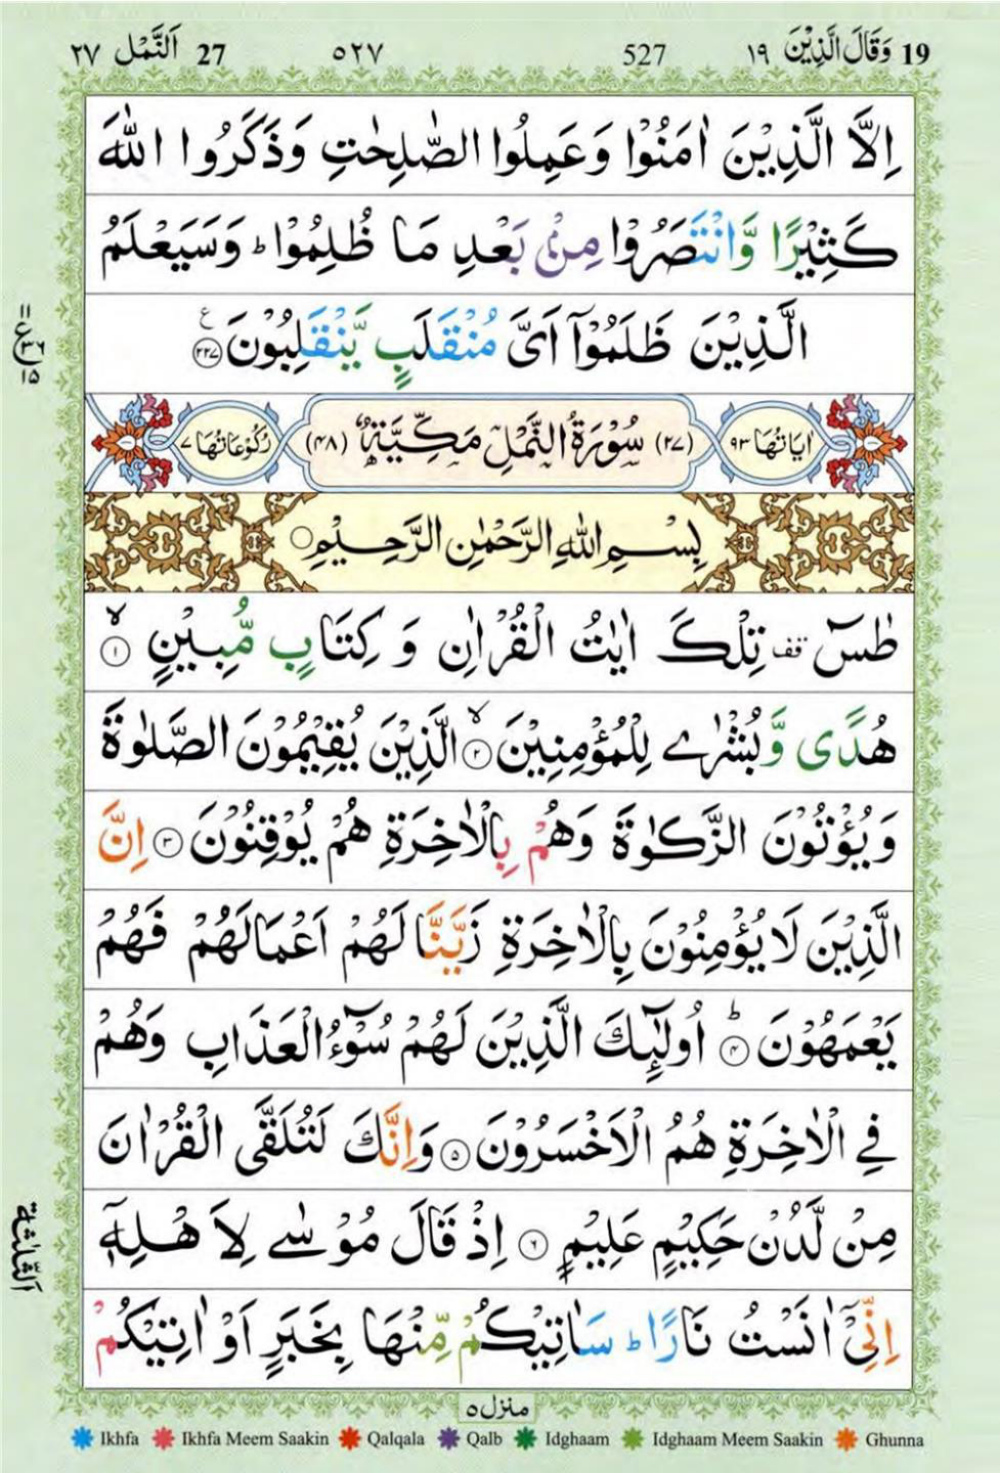 19 وَقَالَ الَّذِيْنَ ١٩ 527 ٥٢٧ 27 اَلنَّمْل ٢٧
اِلَّا الَّذِيْنَ اٰمَنُوْا وَعَمِلُوا الصّٰلِحٰتِ وَذَكَرُوا اللّٰهَ
كَثِيْرًا وَّانْتَصَرُوْا مِنْۢ بَعْدِ مَا ظُلِمُوْا ؕ وَسَيَعْلَمُ
الَّذِيْنَ ظَلَمُوْۤا اَىَّ مُنْقَلَبٍ يَّنْقَلِبُوْنَ ٢٢٧ ع
١١ ع ٣٦ ١٥
اٰيَاتُهَا ٩٣ (٢٧) سُوْرَةُ النَّمْلِ مَكِّيَّةٌ (٤٨) رُكُوْعَاتُهَا ٧
بِسْمِ اللّٰهِ الرَّحْمٰنِ الرَّحِيْمِ
طٰسٓ قف تِلْكَ اٰيٰتُ الْقُرْاٰنِ وَ كِتَابٍ مُّبِيْنٍ ١ ۙ
هُدًى وَّبُشْرٰى لِلْمُؤْمِنِيْنَ ٢ ۙ الَّذِيْنَ يُقِيْمُوْنَ الصَّلٰوةَ
وَيُؤْتُوْنَ الزَّكٰوةَ وَهُمْ بِالْاٰخِرَةِ هُمْ يُوْقِنُوْنَ ٣ اِنَّ
الَّذِيْنَ لَا يُؤْمِنُوْنَ بِالْاٰخِرَةِ زَيَّنَّا لَهُمْ اَعْمَالَهُمْ فَهُمْ
يَعْمَهُوْنَ ٤ ؕ اُولٰٓئِكَ الَّذِيْنَ لَهُمْ سُوْٓءُ الْعَذَابِ وَهُمْ
فِى الْاٰخِرَةِ هُمُ الْاَخْسَرُوْنَ ٥ وَاِنَّكَ لَتُلَقَّى الْقُرْاٰنَ
مِنْ لَّدُنْ حَكِيْمٍ عَلِيْمٍ ٦ اِذْ قَالَ مُوْسٰى لِاَهْلِهٖۤ
اَلثَّلٰثَة
اِنِّىْۤ اٰنَسْتُ نَارًا ؕ سَاٰتِيْكُمْ مِّنْهَا بِخَبَرٍ اَوْ اٰتِيْكُمْ
منزل ٥
Ikhfa Ikhfa Meem Saakin Qalqala Qalb Idghaam Idghaam Meem Saakin Ghunna